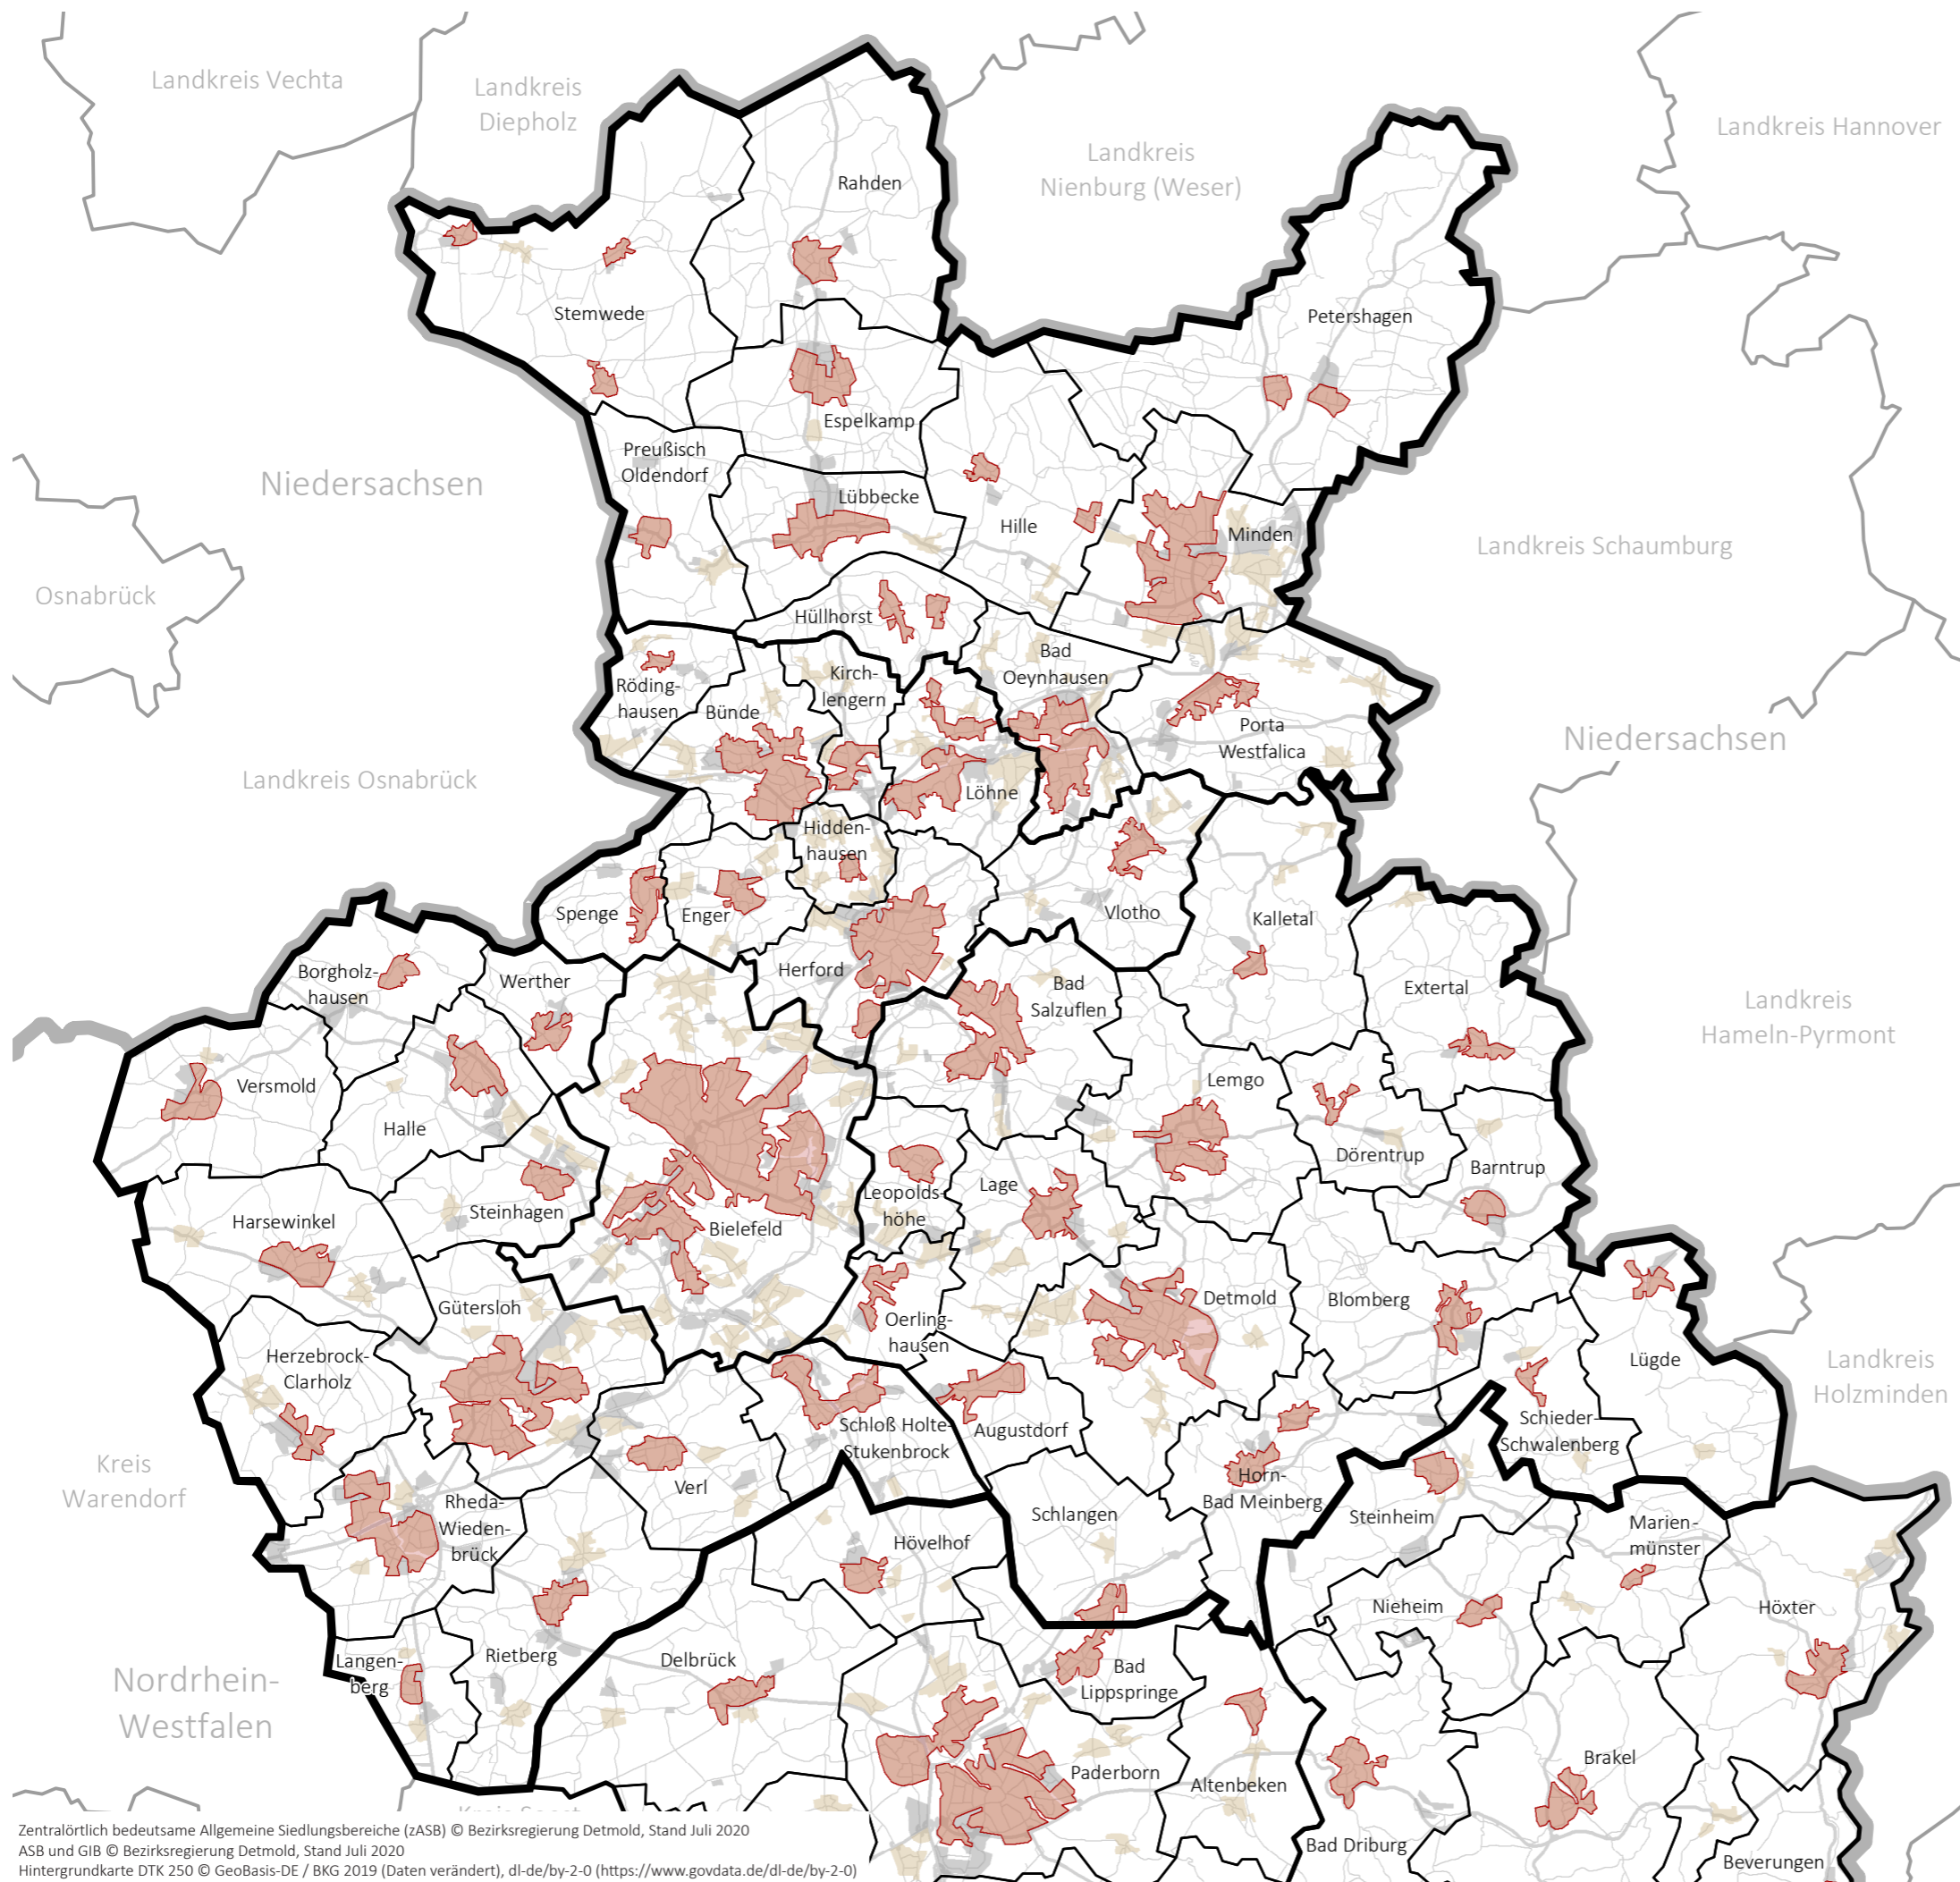 Landkreis Vechta
Landkreis
Diepholz
Landkreis
Nienburg (Weser)
Landkreis Hannover
Rahden
Stemwede
Petershagen
Espelkamp
Preußisch
Oldendorf
Niedersachsen
Lübbecke
Hille
Minden
Landkreis Schaumburg
Osnabrück
Hüllhorst
Bad
Oeynhausen
Röding-
hausen
Kirch-
lengern
Bünde
Porta
Westfalica
Niedersachsen
Landkreis Osnabrück
Löhne
Hidden-
hausen
Spenge
Enger
Vlotho
Kalletal
Borgholz-
hausen
Werther
Herford
Bad
Salzuflen
Extertal
Landkreis
Hameln-Pyrmont
Versmold
Halle
Lemgo
Dörentrup
Barntrup
Harsewinkel
Steinhagen
Bielefeld
Leopolds-
höhe
Lage
Gütersloh
Oerling-
hausen
Detmold
Blomberg
Herzebrock-
Clarholz
Lügde
Landkreis
Holzminden
Schloß Holte-
Stukenbrock
Augustdorf
Schieder-
Schwalenberg
Kreis
Warendorf
Verl
Horn-
Bad Meinberg
Rheda-
Wieden-
brück
Schlangen
Steinheim
Marien-
münster
Hövelhof
Nieheim
Höxter
Nordrhein-
Westfalen
Langen-
berg
Rietberg
Delbrück
Bad
Lippspringe
Paderborn
Altenbeken
Brakel
Bad Driburg
Beverungen
Kreis Soest
Zentralörtlich bedeutsame Allgemeine Siedlungsbereiche (zASB) © Bezirksregierung Detmold, Stand Juli 2020
ASB und GIB © Bezirksregierung Detmold, Stand Juli 2020
Hintergrundkarte DTK 250 © GeoBasis-DE / BKG 2019 (Daten verändert), dl-de/by-2-0 (https://www.govdata.de/dl-de/by-2-0)